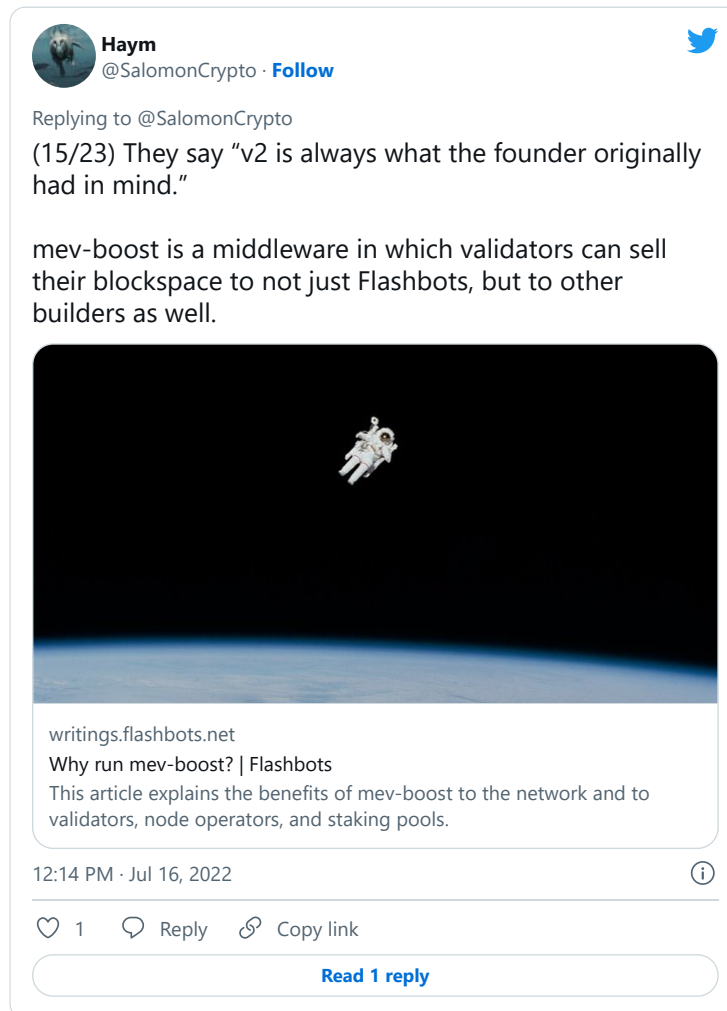 Haym
@SalomonCrypto · Follow
Replying to @SalomonCrypto
(15/23) They say “v2 is always what the founder originally
had in mind.”
mev-boost is a middleware in which validators can sell
their blockspace to not just Flashbots, but to other
builders as well.
writings.flashbots.net
Why run mev-boost? | Flashbots
This article explains the benefits of mev-boost to the network and to
validators, node operators, and staking pools.
12:14 PM · Jul 16, 2022
1 Reply Copy link
Read 1 reply